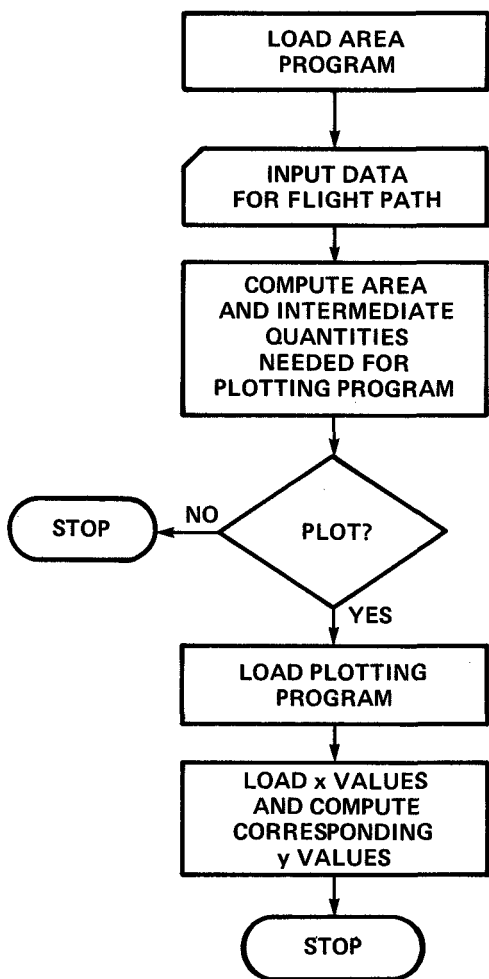 LOAD AREA
PROGRAM
INPUT DATA
FOR FLIGHT PATH
COMPUTE AREA
AND INTERMEDIATE
QUANTITIES
NEEDED FOR
PLOTTING PROGRAM
PLOT?
NO
STOP
YES
LOAD PLOTTING
PROGRAM
LOAD x VALUES
AND COMPUTE
CORRESPONDING
y VALUES
STOP